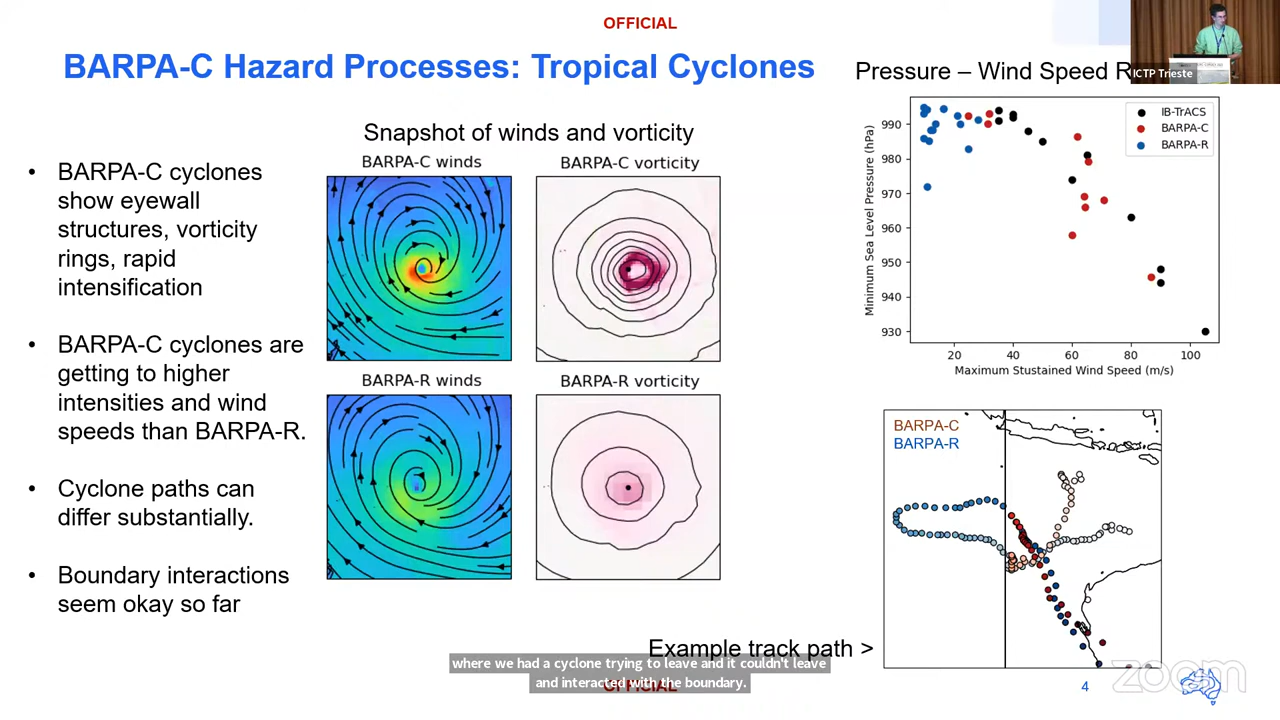 OFFICIAL
BARPA-C Hazard Processes: Tropical Cyclones
ICTP Trieste
Pressure – Wind Speed R
Snapshot of winds and vorticity
BARPA-C winds
BARPA-C vorticity
BARPA-R winds
BARPA-R vorticity
• BARPA-C cyclones
show eyewall
structures, vorticity
rings, rapid
intensification
• BARPA-C cyclones are
getting to higher
intensities and wind
speeds than BARPA-R.
• Cyclone paths can
differ substantially.
• Boundary interactions
seem okay so far
IB-TrACS
BARPA-C
BARPA-R
Minimum Sea Level Pressure (hPa)
990
980
970
960
950
940
930
20 40 60 80 100
Maximum Stustained Wind Speed (m/s)
BARPA-C
BARPA-R
Example track path >
where we had a cyclone trying to leave and it couldn't leave
and interacted with the boundary.
OFFICIAL
4
zoom